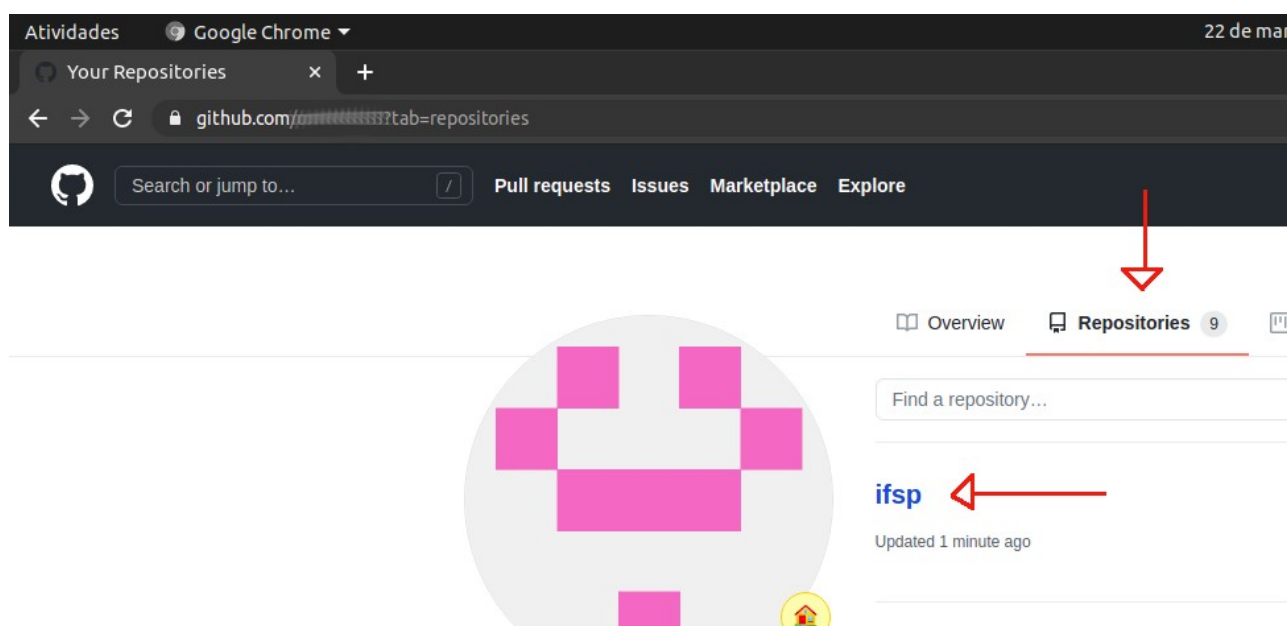 Atividades Google Chrome 22 de mar
Your Repositories × +
github.com/ ?tab=repositories
Search or jump to… / Pull requests Issues Marketplace Explore
Overview Repositories 9
Find a repository…
ifsp
Updated 1 minute ago